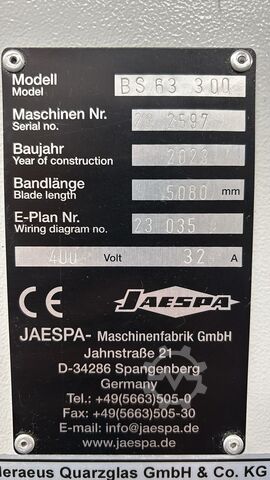 Modell BS 63 300
Model
Maschinen Nr. 23 2597
Serial no.
Baujahr 2023
Year of construction
Bandlänge 5080 mm
Blade length
E-Plan Nr. 23 035
Wiring diagram no.
400 Volt 32 A
CE JAESPA
JAESPA- Maschinenfabrik GmbH
Jahnstraße 21
D-34286 Spangenberg
Germany
Tel.: +49(5663)505-0
Fax: +49(5663)505-30
E-mail: info@jaespa.de
www.jaespa.de
Heraeus Quarzglas GmbH & Co. KG